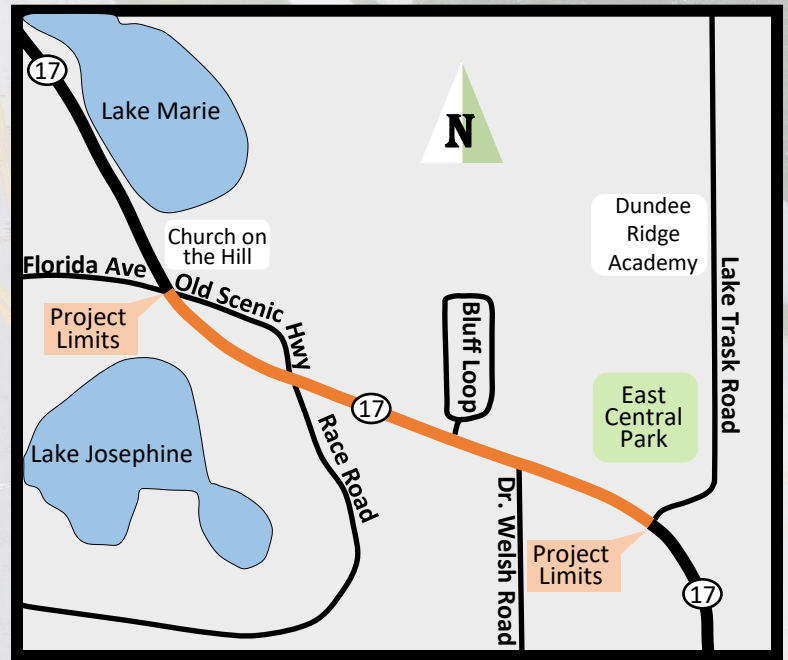 17
Lake Marie
N
Church on
the Hill
Dundee
Ridge
Academy
Florida Ave
Old Scenic Hwy
Project
Limits
Lake Trask Road
Bluff Loop
17
East
Central
Park
Race Road
Lake Josephine
Dr. Welsh Road
Project
Limits
17